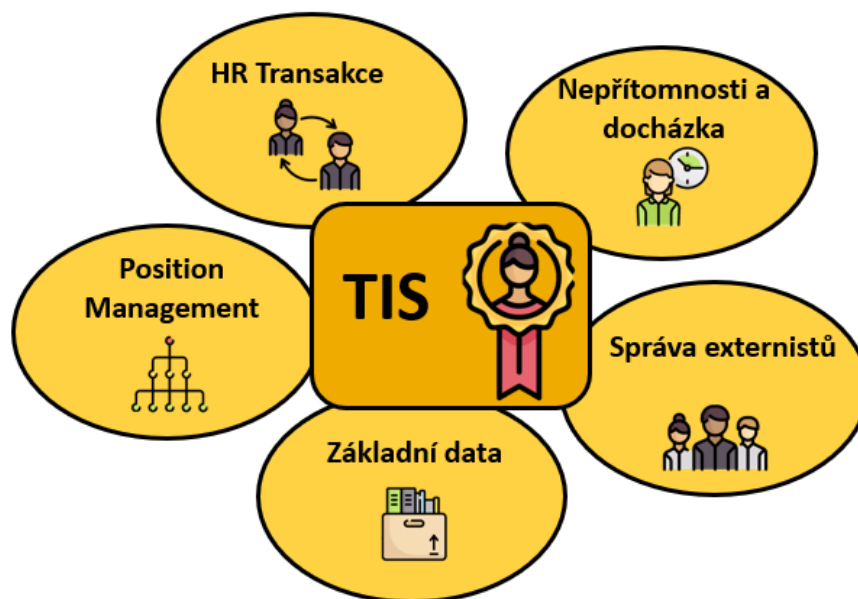 HR Transakce
Nepřítomnosti a
docházka
Position
Management
TIS
Správa externistů
Základní data